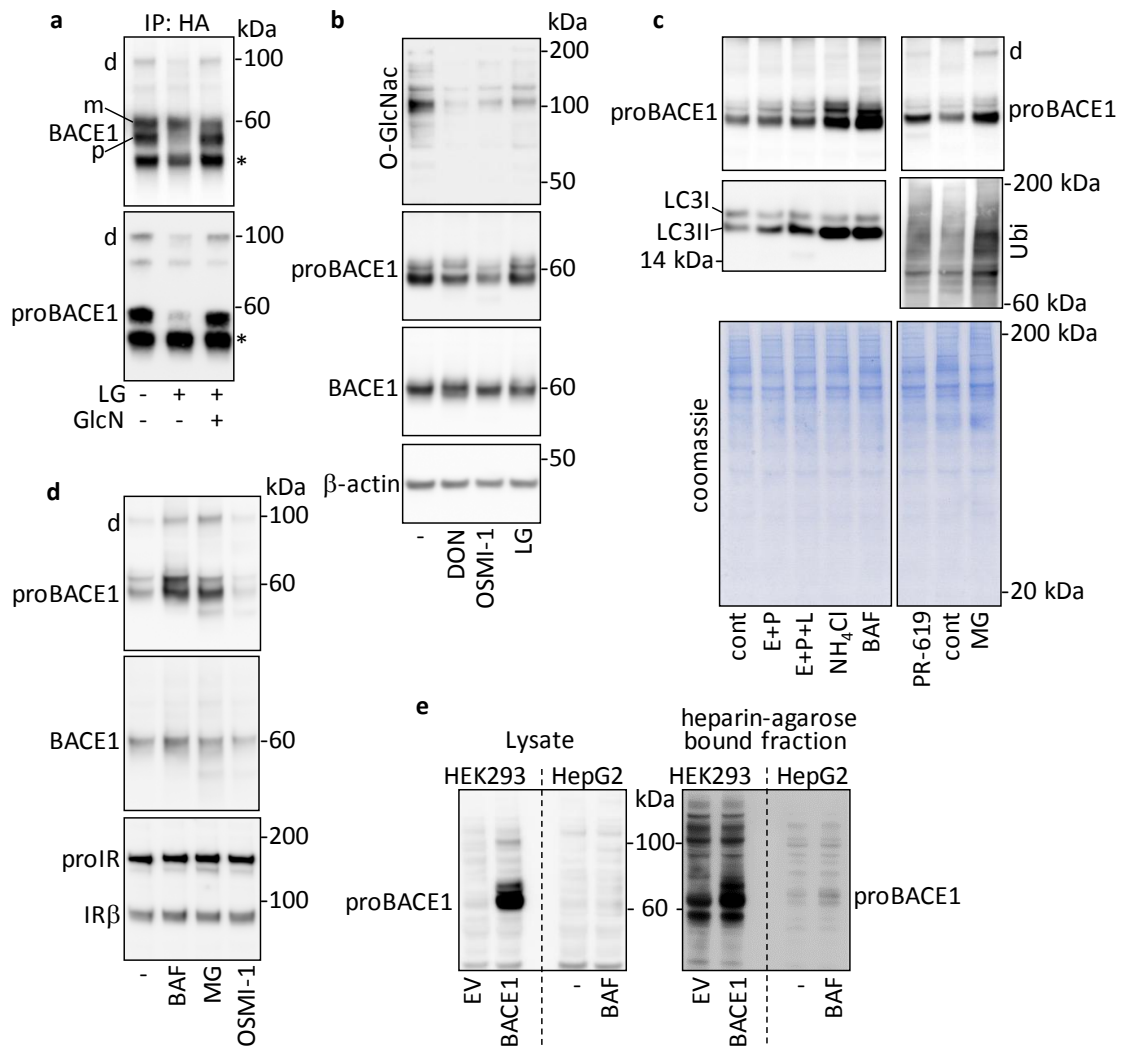 a
IP: HA
kDa
d
-100
m
-60
BACE1
p
*
d
-100
-60
proBACE1
*
LG - + +
GlcN - - +
b
kDa
O-GlcNac
-200
-100
-50
proBACE1
-60
BACE1
-60
-50
β-actin
-
DON
OSMI-1
LG
c
proBACE1
d
proBACE1
LC3I
LC3II
14 kDa-
-200 kDa
Ubi
-60 kDa
coomassie
-200 kDa
-20 kDa
cont
E+P
E+P+L
NH₄Cl
BAF
PR-619
cont
MG
d
kDa
d
-100
proBACE1
-60
BACE1
-60
-200
proIR
-100
IRβ
-
BAF
MG
OSMI-1
e
Lysate
heparin-agarose
bound fraction
HEK293
HepG2
kDa
HEK293
HepG2
-100-
proBACE1
- 60 -
proBACE1
EV
BACE1
-
BAF
EV
BACE1
-
BAF